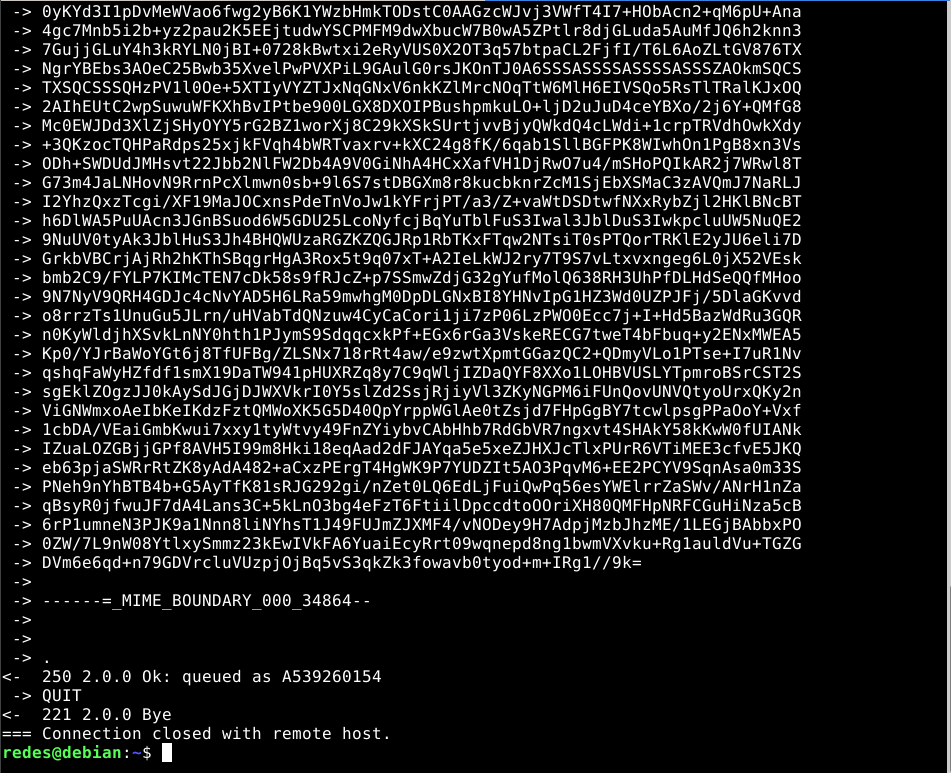 -> 0yKYd3I1pDvMeWVao6fwg2yB6K1YWzbHmkTODstC0AAGzcWJvj3VWfT4I7+HObAcn2+qM6pU+Ana
 -> 4gc7Mnb5i2b+yz2pau2K5EEjtudwYSCPMFM9dwXbucW7B0wA5ZPtlr8djGLuda5AuMfJQ6h2knn3
 -> 7GujjGLuY4h3kRYLN0jBI+0728kBwtxi2eRyVUS0X2OT3q57btpaCL2FjfI/T6L6AoZLtGV876TX
 -> NgrYBEbs3AOeC25Bwb35XvelPwPVXPiL9GAulG0rsJKOnTJ0A6SSSASSSSASSSSASSSZAOkmSQCS
 -> TXSQCSSSQHzPV1l0Oe+5XTIyVYZTJxNqGNxV6nkKZlMrcNOqTtW6MlH6EIVSQo5RsTlTRalKJxOQ
 -> 2AIhEUtC2wpSuwuWFKXhBvIPtbe900LGX8DXOIPBushpmkuLO+ljD2uJuD4ceYBXo/2j6Y+QMfG8
 -> Mc0EWJDd3XlZjSHyOYY5rG2BZ1worXj8C29kXSkSUrtjvvBjyQWkdQ4cLWdi+1crpTRVdhOwkXdy
 -> +3QKzocTQHPaRdps25xjkFVqh4bWRTvaxrv+kXC24g8fK/6qab1SllBGFPK8WIwhOn1PgB8xn3Vs
 -> ODh+SWDUdJMHsvt22Jbb2NlFW2Db4A9V0GiNhA4HCxXafVH1DjRwO7u4/mSHoPQIkAR2j7WRwl8T
 -> G73m4JaLNHovN9RrnPcXlmwn0sb+9l6S7stDBGXm8r8kucbknrZcM1SjEbXSMaC3zAVQmJ7NaRLJ
 -> I2YhzQxzTcgi/XF19MaJOCxnsPdeTnVoJw1kYFrjPT/a3/Z+vaWtDSDtwfNXxRybZjl2HKlBNcBT
 -> h6DlWA5PuUAcn3JGnBSuod6W5GDU25LcoNyfcjBqYuTblFuS3Iwal3JblDuS3IwkpcluUW5NuQE2
 -> 9NuUV0tyAk3JblHuS3Jh4BHQWUzaRGZKZQGJRp1RbTKxFTqw2NTsiT0sPTQorTRKlE2yJU6eli7D
 -> GrkbVBCrjAjRh2hKThSBqgrHgA3Rox5t9q07xT+A2IeLkWJ2ry7T9S7vLtxvxngeg6L0jX52VEsk
 -> bmb2C9/FYLP7KIMcTEN7cDk58s9fRJcZ+p7SSmwZdjG32gYufMolQ638RH3UhPfDLHdSeQQfMHoo
 -> 9N7NyV9QRH4GDJc4cNvYAD5H6LRa59mwhgM0DpDLGNxBI8YHNvIpG1HZ3Wd0UZPJFj/5DlaGKvvd
 -> o8rrzTs1UnuGu5JLrn/uHVabTdQNzuw4CyCaCori1ji7zP06LzPWO0Ecc7j+I+Hd5BazWdRu3GQR
 -> n0KyWldjhXSvkLnNY0hth1PJymS9SdqqcxkPf+EGx6rGa3VskeRECG7tweT4bFbuq+y2ENxMWEA5
 -> Kp0/YJrBaWoYGt6j8TfUFBg/ZLSNx718rRt4aw/e9zwtXpmtGGazQC2+QDmyVLo1PTse+I7uR1Nv
 -> qshqFaWyHZfdf1smX19DaTW941pHUXRZq8y7C9qWljIZDaQYF8XXo1LOHBVUSLYTpmroBSrCST2S
 -> sgEklZOgzJJ0kAySdJGjDJWXVkrI0Y5slZd2SsjRjiyVl3ZKyNGPM6iFUnQovUNVQtyoUrxQKy2n
 -> ViGNWmxoAeIbKeIKdzFztQMWoXK5G5D40QpYrppWGlAe0tZsjd7FHpGgBY7tcwlpsgPPaOoY+Vxf
 -> 1cbDA/VEaiGmbKwui7xxy1tyWtvy49FnZYiybvCAbHhb7RdGbVR7ngxvt4SHAkY58kKwW0fUIANk
 -> IZuaLOZGBjjGPf8AVH5I99m8Hki18eqAad2dFJAYqa5e5xeZJHXJcTlxPUrR6VTiMEE3cfvE5JKQ
 -> eb63pjaSWRrRtZK8yAdA482+aCxzPErgT4HgWK9P7YUDZIt5AO3PqvM6+EE2PCYV9SqnAsa0m33S
 -> PNeh9nYhBTB4b+G5AyTfK81sRJG292gi/nZet0LQ6EdLjFuiQwPq56esYWElrrZaSWv/ANrH1nZa
 -> qBsyR0jfwuJF7dA4Lans3C+5kLnO3bg4eFzT6FtiilDpccdtoOOriXH80QMFHpNRFCGuHiNza5cB
 -> 6rP1umneN3PJK9a1Nnn8liNYhsT1J49FUJmZJXMF4/vNODey9H7AdpjMzbJhzME/1LEGjBAbbxPO
 -> 0ZW/7L9nW08YtlxySmmz23kEwIVkFA6YuaiEcyRrt09wqnepd8ng1bwmVXvku+Rg1auldVu+TGZG
 -> DVm6e6qd+n79GDVrcluVUzpjOjBq5vS3qkZk3fowavb0tyod+m+IRg1//9k=
 ->
 -> ------=_MIME_BOUNDARY_000_34864--
 ->
 ->
 -> .
<-  250 2.0.0 Ok: queued as A539260154
 -> QUIT
<-  221 2.0.0 Bye
=== Connection closed with remote host.
redes@debian:~$